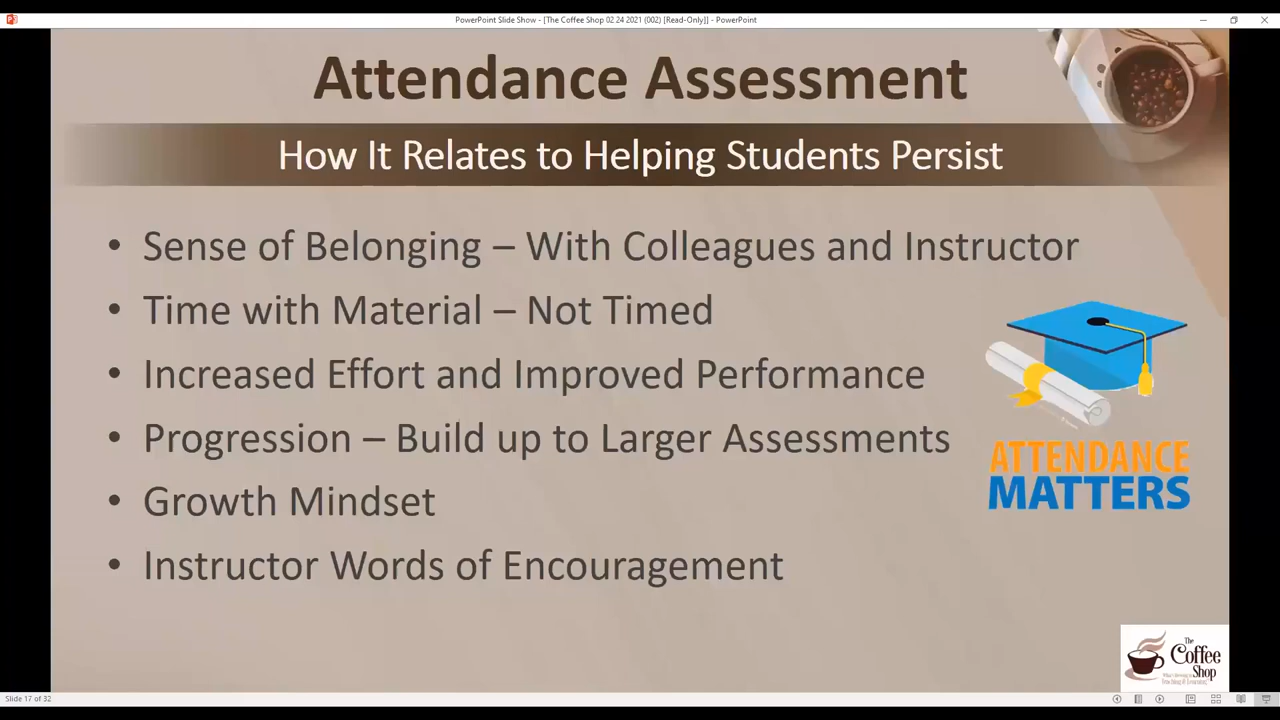 PowerPoint Slide Show - [The Coffee Shop 02 24 2021 (002) [Read-Only]] - PowerPoint
Attendance Assessment
How It Relates to Helping Students Persist
• Sense of Belonging – With Colleagues and Instructor
• Time with Material – Not Timed
• Increased Effort and Improved Performance
• Progression – Build up to Larger Assessments
• Growth Mindset
• Instructor Words of Encouragement
ATTENDANCE
MATTERS
The
Coffee
Shop
Teaching & Learning?
Slide 17 of 32